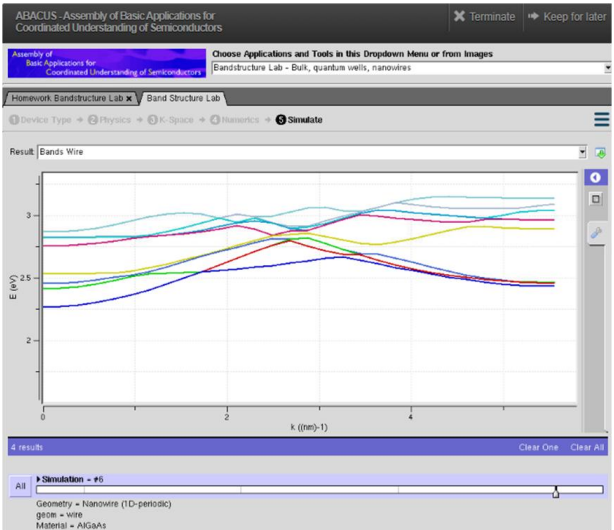 ABACUS - Assembly of Basic Applications for
Coordinated Understanding of Semiconductors
Terminate
Keep for later
Assembly of
Basic Applications for
Coordinated Understanding of Semiconductors
Choose Applications and Tools in this Dropdown Menu or from Images
Bandstructure Lab - Bulk, quantum wells, nanowires
Homework Bandstructure Lab x
Band Structure Lab
1 Device Type → 2 Physics → 3 K-Space → 4 Numerics → 5 Simulate
Result: Bands Wire
3
2.5
2
E (eV)
0 2 4
k ((nm)-1)
4 results
Clear One Clear All
All
Simulation = #6
Geometry = Nanowire (1D-periodic)
geom = wire
Material = AlGaAs